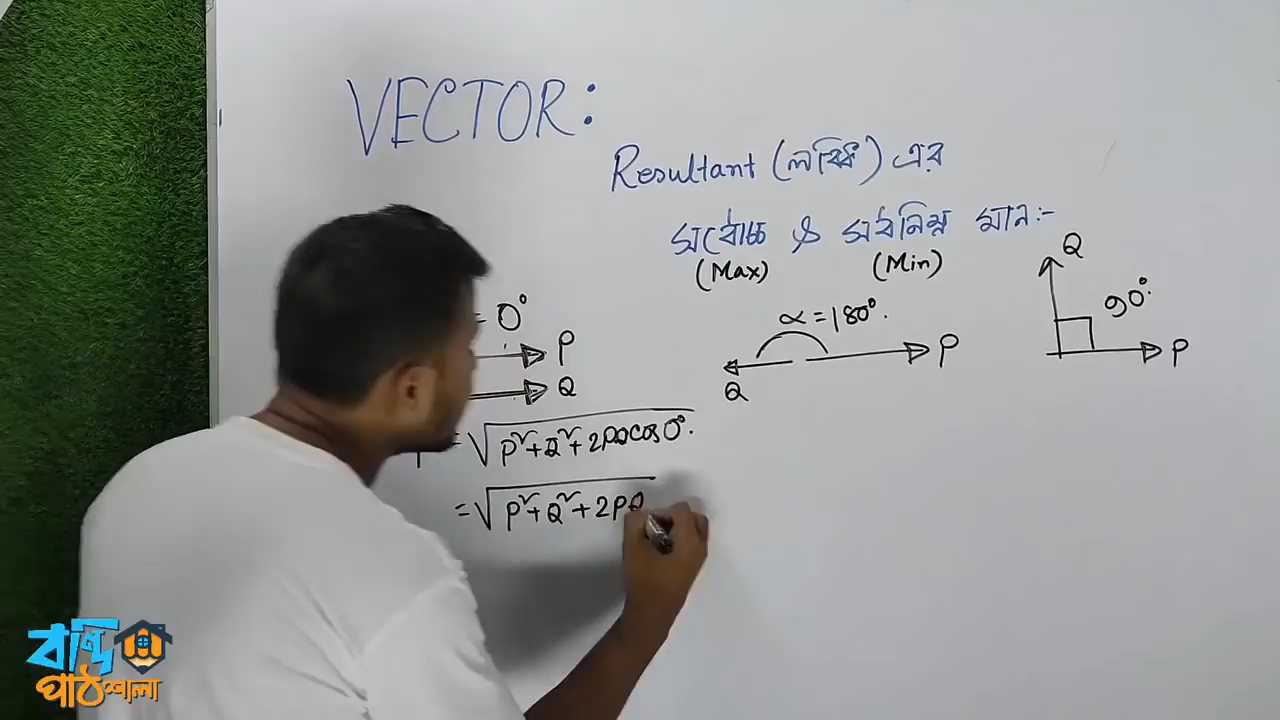 VECTOR:
Resultant (লব্ধি) এর
সর্বোচ্চ ও সর্বনিম্ন মান:-
(Max) (Min)
= 0°
P
Q
α = 180°.
Q P
Q
90°.
P
= √P²+Q²+2PQcos0°.
= √P²+Q²+2PQ
বন্দি
পাঠশালা